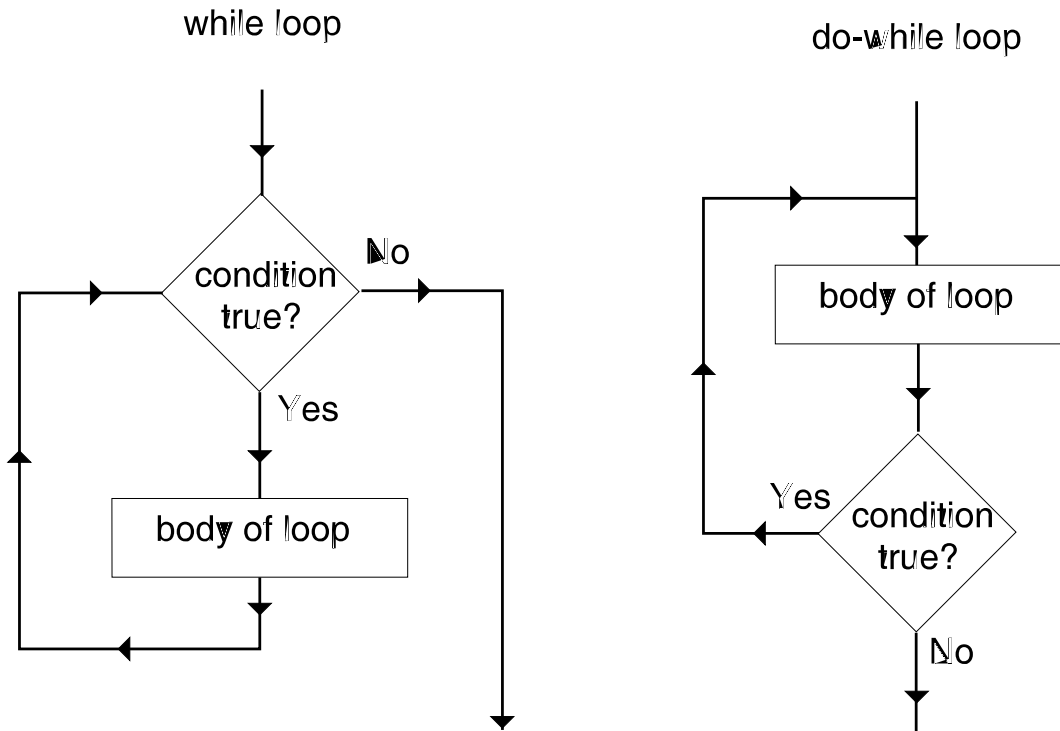 while loop
condition
true?
No
Yes
body of loop
do-while loop
body of loop
Yes
condition
true?
No